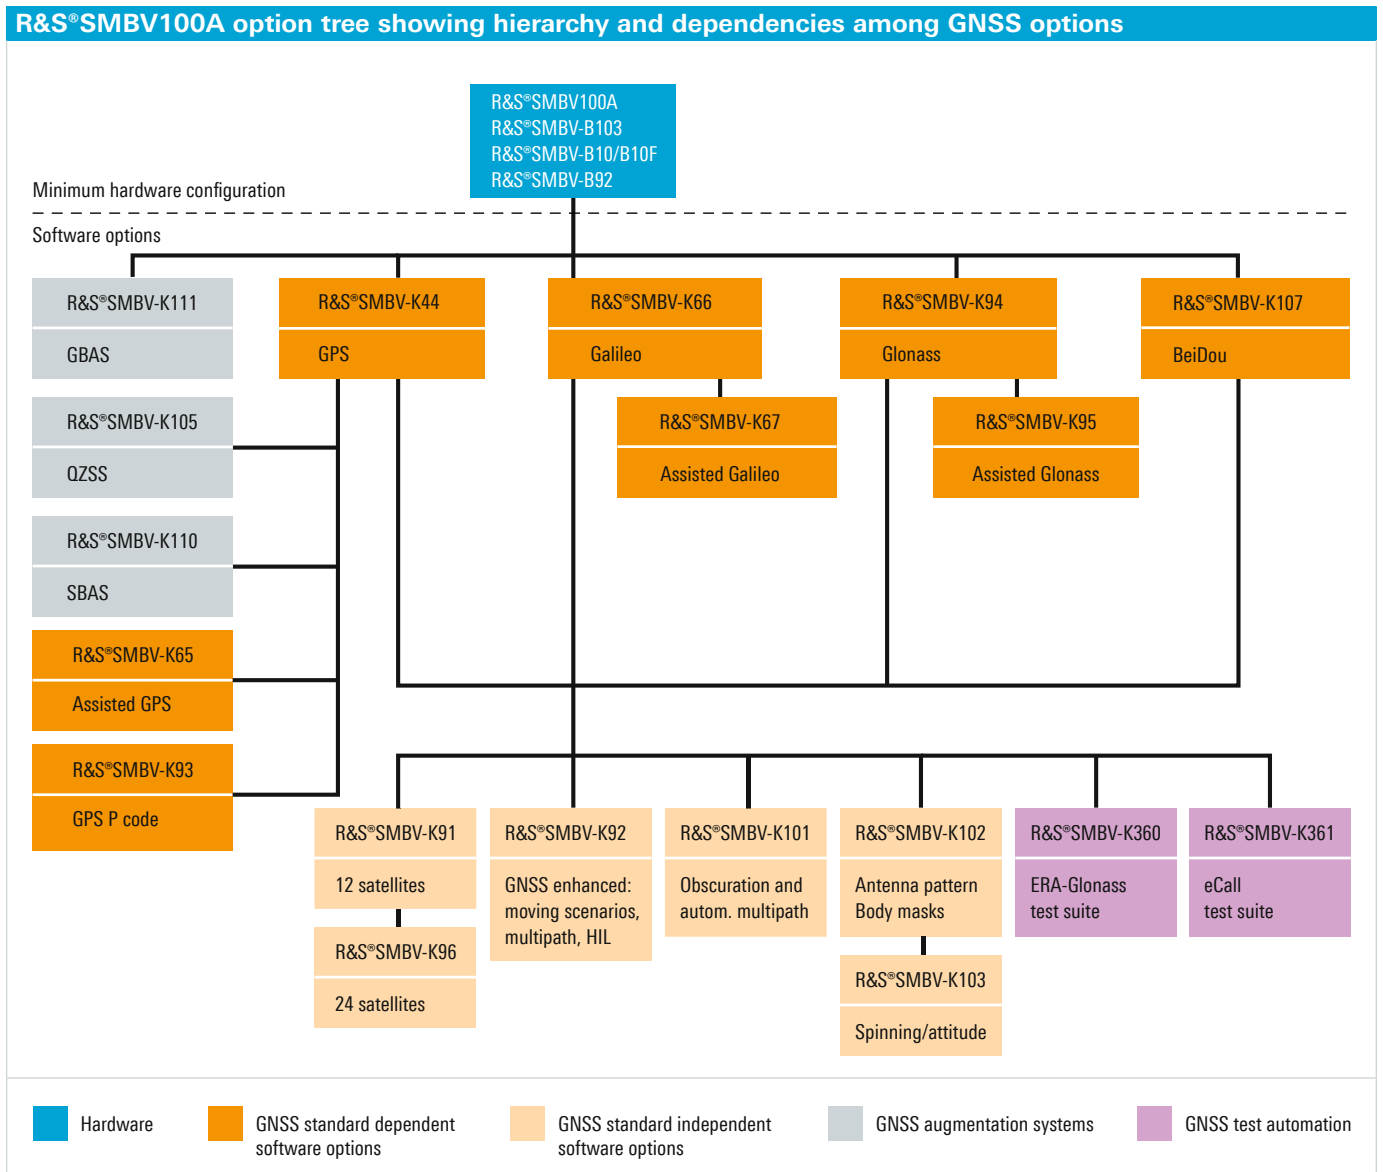 R&S®SMBV100A option tree showing hierarchy and dependencies among GNSS options
R&S®SMBV100A
R&S®SMBV-B103
R&S®SMBV-B10/B10F
R&S®SMBV-B92
Minimum hardware configuration
Software options
R&S®SMBV-K111
GBAS
R&S®SMBV-K44
GPS
R&S®SMBV-K66
Galileo
R&S®SMBV-K94
Glonass
R&S®SMBV-K107
BeiDou
R&S®SMBV-K105
QZSS
R&S®SMBV-K67
Assisted Galileo
R&S®SMBV-K95
Assisted Glonass
R&S®SMBV-K110
SBAS
R&S®SMBV-K65
Assisted GPS
R&S®SMBV-K93
GPS P code
R&S®SMBV-K91
12 satellites
R&S®SMBV-K92
GNSS enhanced:
moving scenarios,
multipath, HIL
R&S®SMBV-K101
Obscuration and
autom. multipath
R&S®SMBV-K102
Antenna pattern
Body masks
R&S®SMBV-K360
ERA-Glonass
test suite
R&S®SMBV-K361
eCall
test suite
R&S®SMBV-K96
24 satellites
R&S®SMBV-K103
Spinning/attitude
Hardware
GNSS standard dependent
software options
GNSS standard independent
software options
GNSS augmentation systems
GNSS test automation